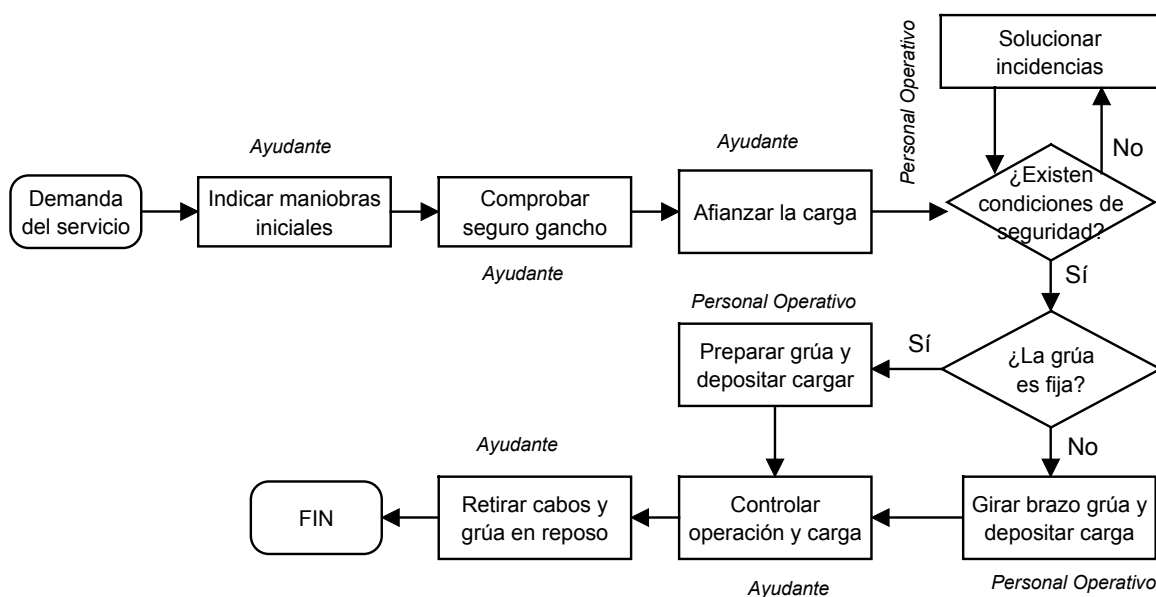 Solucionar
incidencias
Personal Operativo
No
Ayudante
Ayudante
Demanda
del servicio
Indicar maniobras
iniciales
Comprobar
seguro gancho
Afianzar la carga
¿Existen
condiciones de
seguridad?
Ayudante
Sí
Personal Operativo
Preparar grúa y
depositar cargar
Sí
¿La grúa
es fija?
No
Ayudante
FIN
Retirar cabos y
grúa en reposo
Controlar
operación y carga
Girar brazo grúa y
depositar carga
Ayudante
Personal Operativo